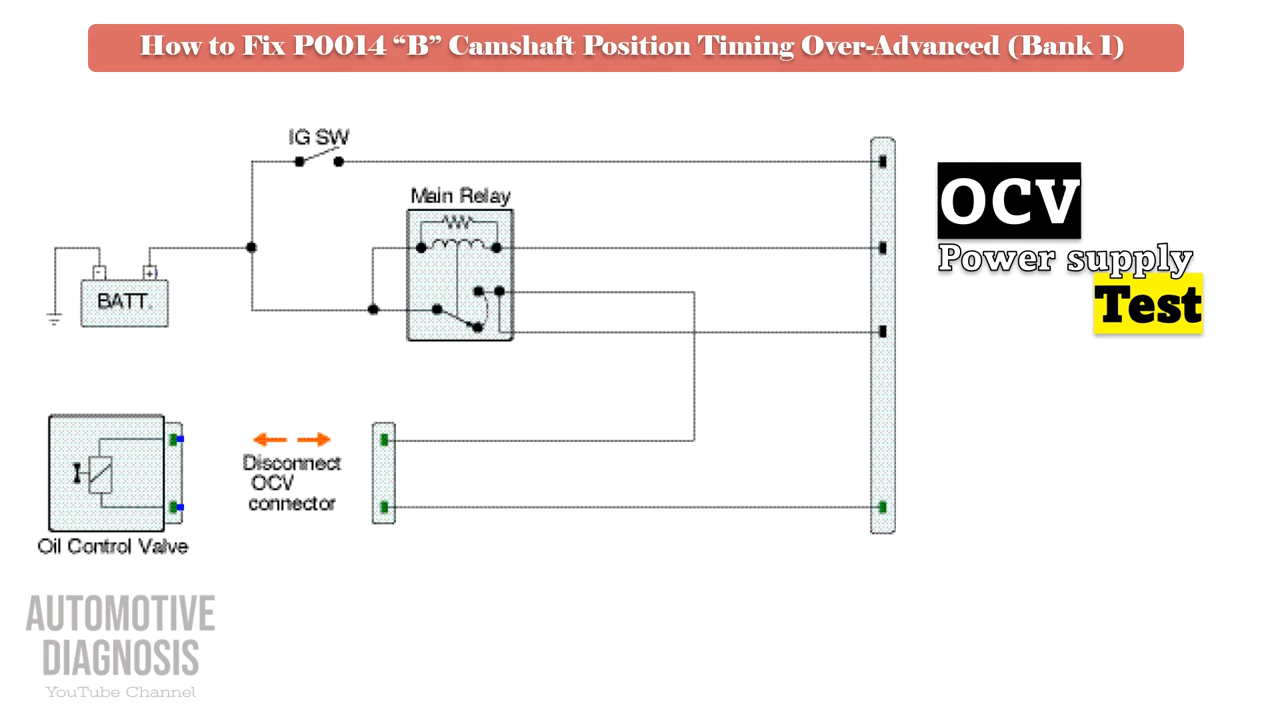 How to Fix P0014 “B” Camshaft Position Timing Over-Advanced (Bank 1)
IG SW
Main Relay
OCV
Power supply
Test
- +
BATT.
Disconnect
OCV
connector
Oil Control Valve
AUTOMOTIVE
DIAGNOSIS
YouTube Channel